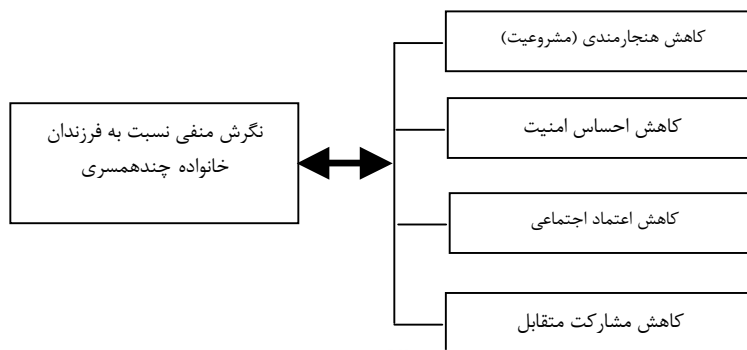 کاهش هنجارمندی (مشروعیت)
نگرش منفی نسبت به فرزندان
خانواده چندهمسری
کاهش احساس امنیت
کاهش اعتماد اجتماعی
کاهش مشارکت متقابل